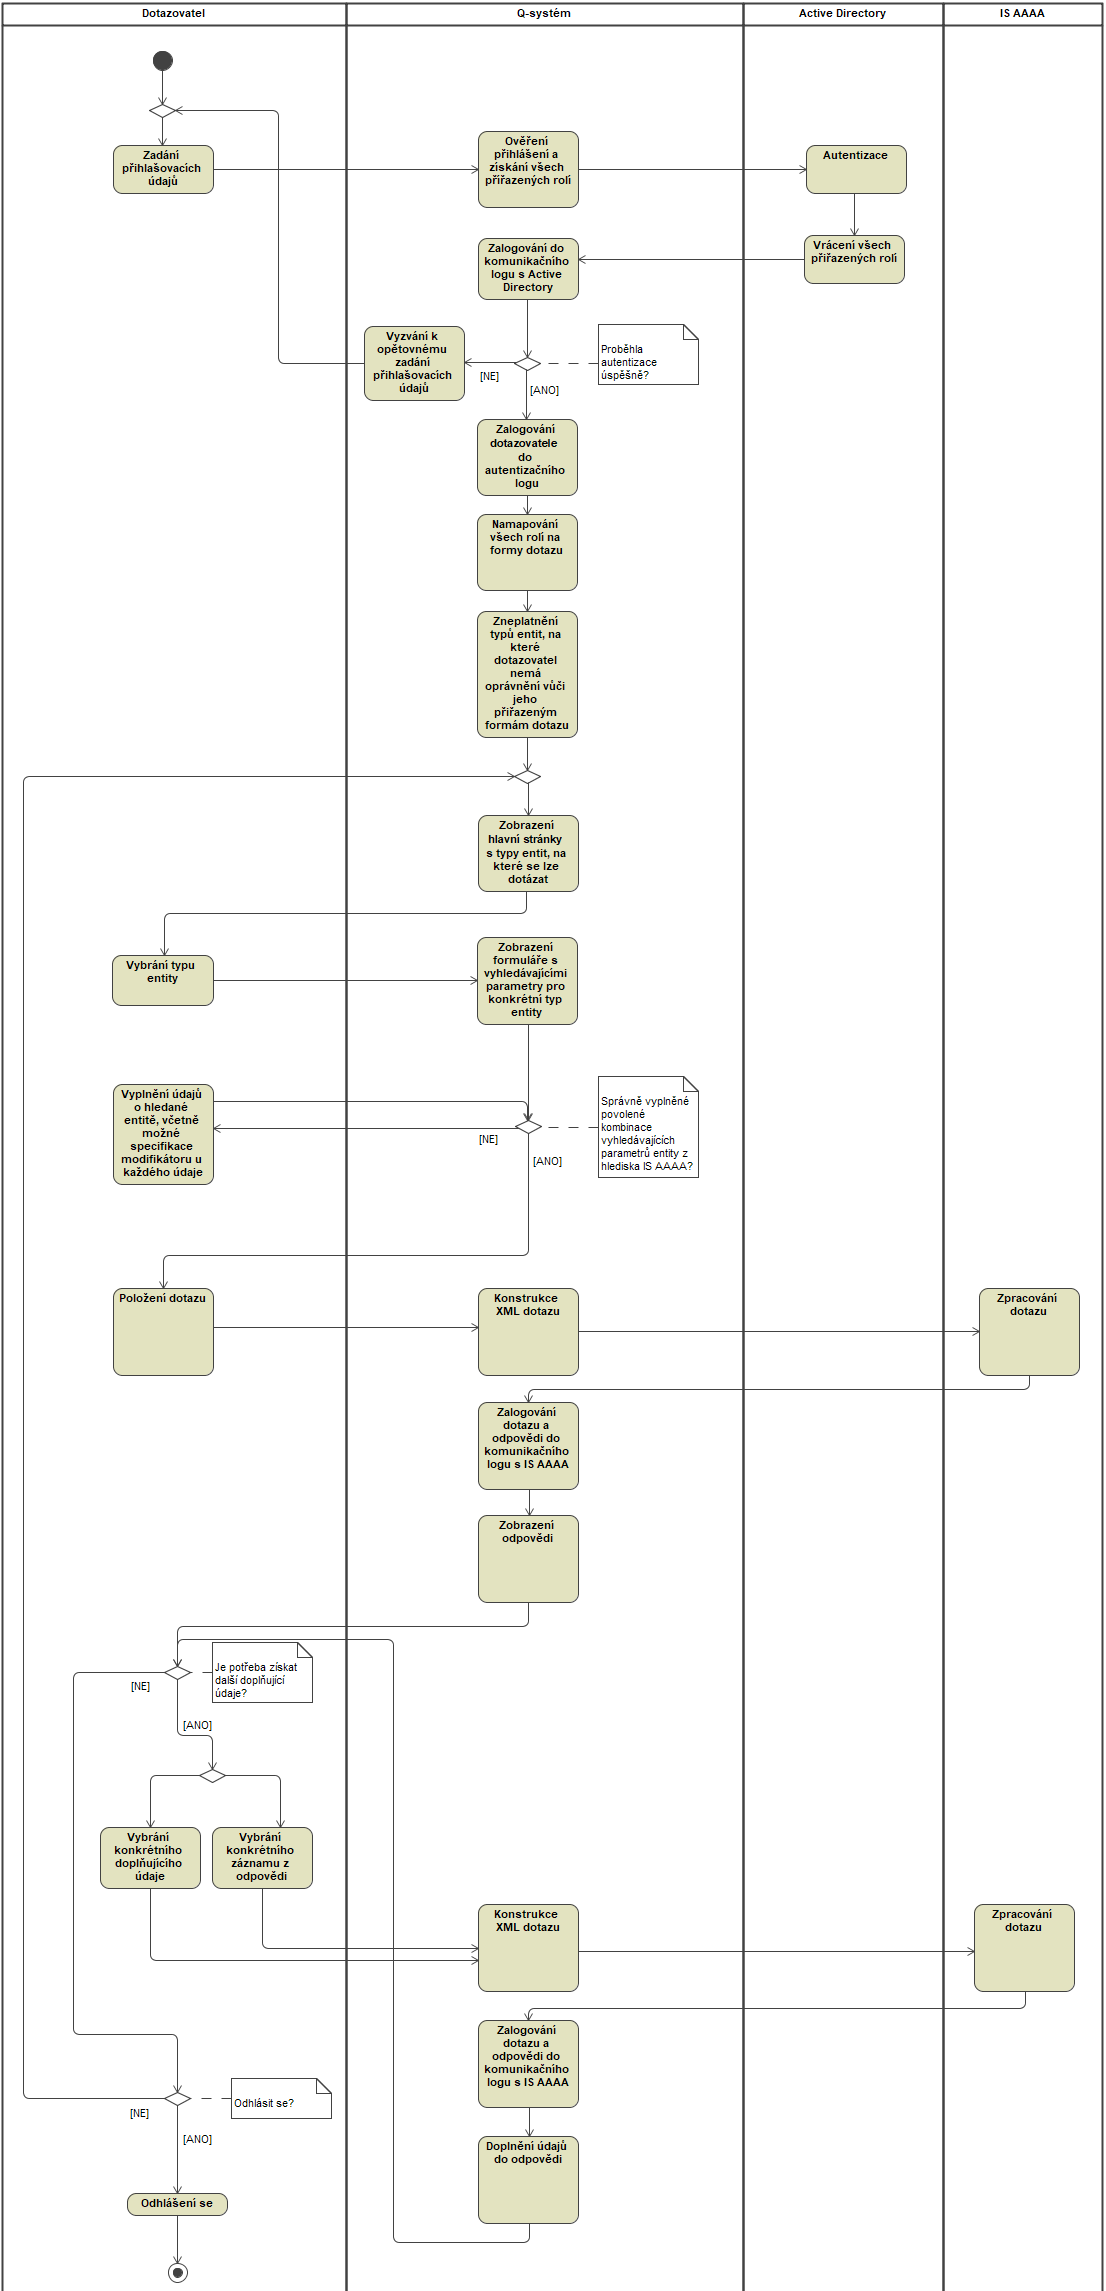 Dotazovatel
Q-systém
Active Directory
IS AAAA
Zadání
přihlašovacích
údajů
Ověření
přihlášení a
získání všech
přiřazených rolí
Autentizace
Zalogování do
komunikačního
logu s Active
Directory
Vrácení všech
přiřazených rolí
Vyzvání k
opětovnému
zadání
přihlašovacích
údajů
[NE]
[ANO]
Proběhla
autentizace
úspěšně?
Zalogování
dotazovatele
do
autentizačního
logu
Namapování
všech rolí na
formy dotazu
Zneplatnění
typů entit, na
které
dotazovatel
nemá
oprávnění vůči
jeho
přiřazeným
formám dotazu
Zobrazení
hlavní stránky
s typy entit, na
které se lze
dotázat
Vybrání typu
entity
Zobrazení
formuláře s
vyhledávajícími
parametry pro
konkrétní typ
entity
Vyplnění údajů
o hledané
entitě, včetně
možné
specifikace
modifikátoru u
každého údaje
[NE]
[ANO]
Správně vyplněné
povolené
kombinace
vyhledávajících
parametrů entity z
hlediska IS AAAA?
Položení dotazu
Konstrukce
XML dotazu
Zpracování
dotazu
Zalogování
dotazu a
odpovědi do
komunikačního
logu s IS AAAA
Zobrazení
odpovědi
Je potřeba získat
další doplňující
údaje?
[NE]
[ANO]
Vybrání
konkrétního
doplňujícího
údaje
Vybrání
konkrétního
záznamu z
odpovědi
Konstrukce
XML dotazu
Zpracování
dotazu
Zalogování
dotazu a
odpovědi do
komunikačního
logu s IS AAAA
Odhlásit se?
[NE]
[ANO]
Doplnění údajů
do odpovědi
Odhlášení se